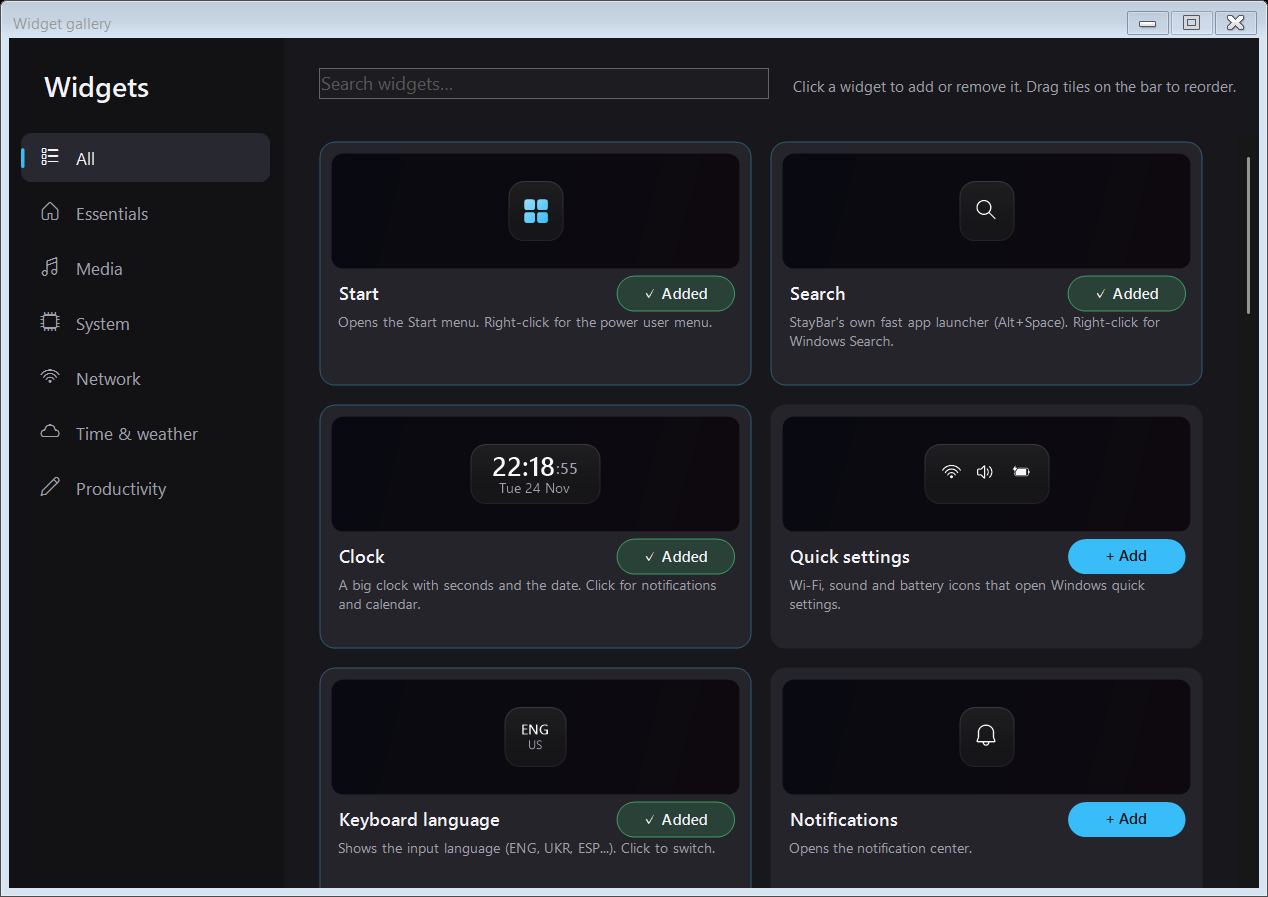 Widget gallery
Widgets
Search widgets...
Click a widget to add or remove it. Drag tiles on the bar to reorder.
All
Essentials
Media
System
Network
Time & weather
Productivity
Start
✓ Added
Opens the Start menu. Right-click for the power user menu.
Search
✓ Added
StayBar's own fast app launcher (Alt+Space). Right-click for
Windows Search.
22:18:55
Tue 24 Nov
Clock
✓ Added
A big clock with seconds and the date. Click for notifications
and calendar.
Quick settings
+ Add
Wi-Fi, sound and battery icons that open Windows quick
settings.
ENG
US
Keyboard language
✓ Added
Shows the input language (ENG, UKR, ESP...). Click to switch.
Notifications
+ Add
Opens the notification center.